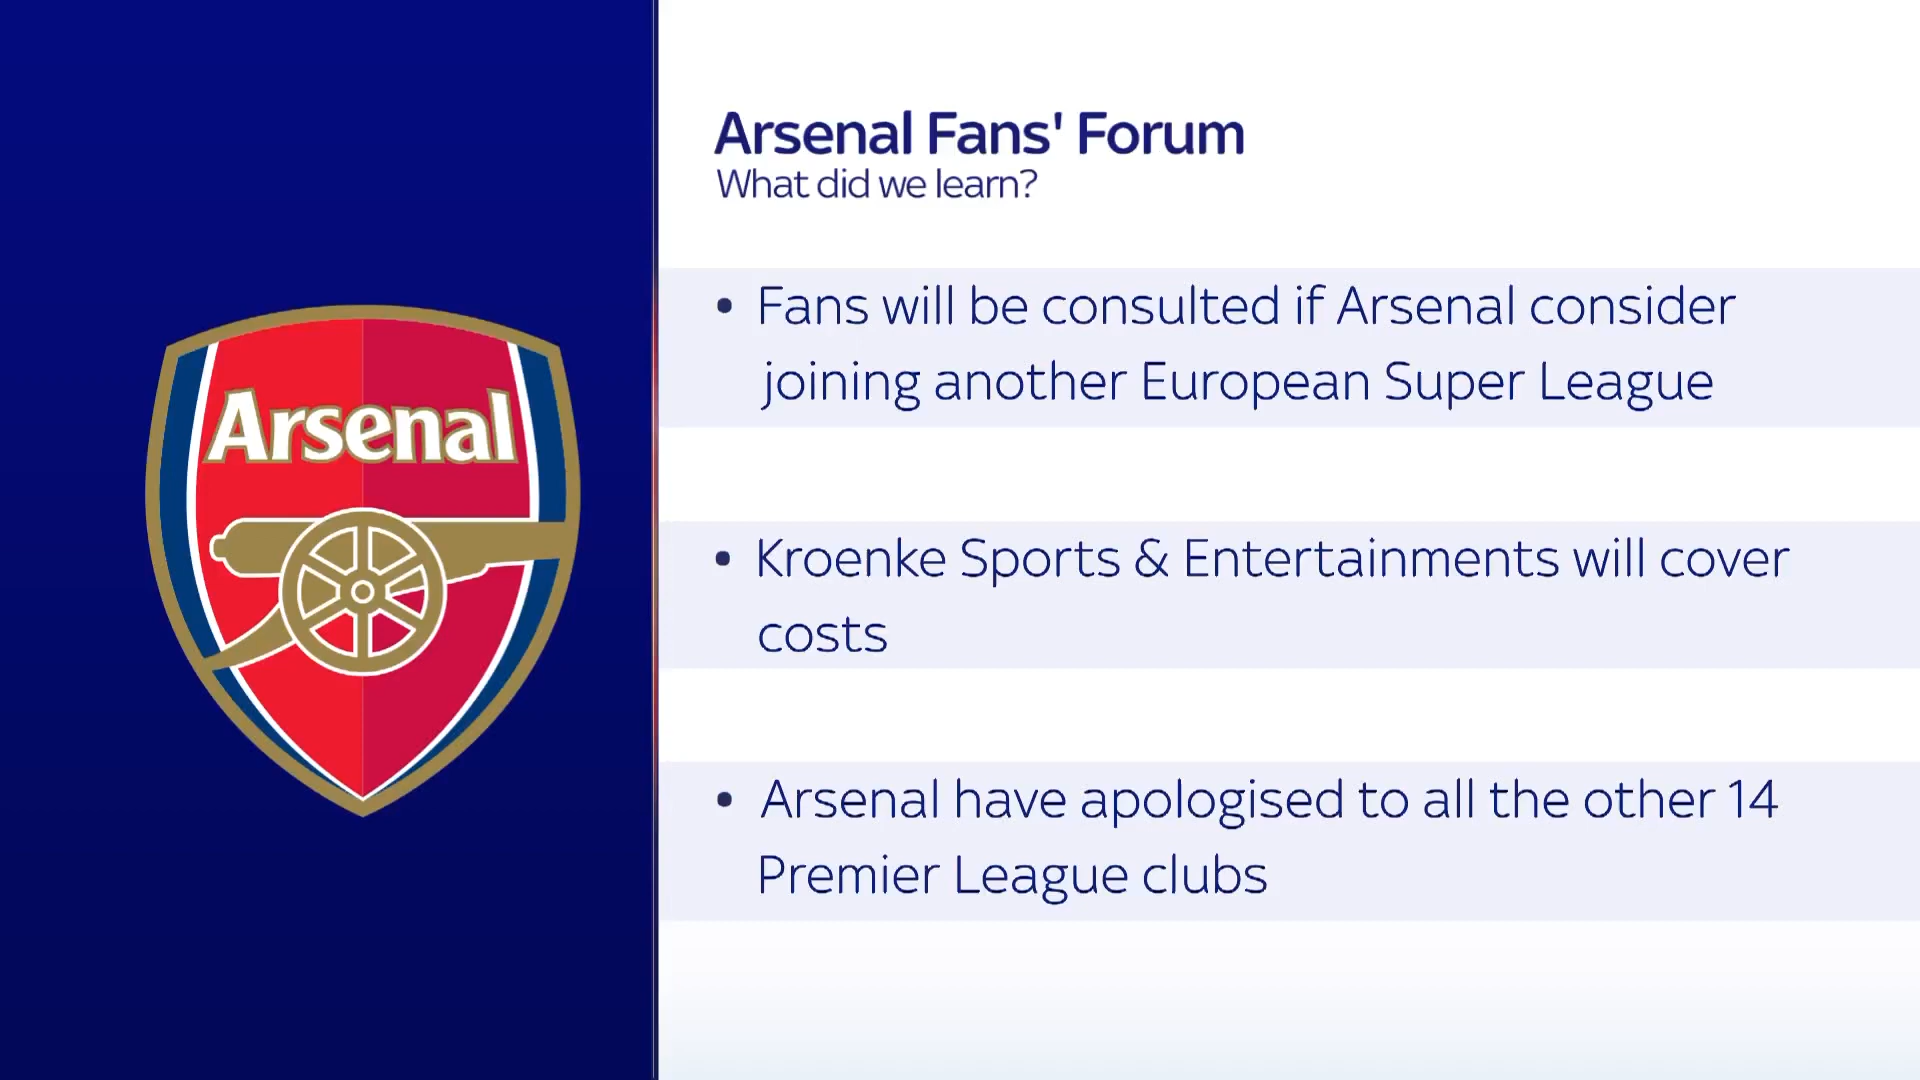 Arsenal
Arsenal Fans' Forum
What did we learn?
• Fans will be consulted if Arsenal consider
joining another European Super League
• Kroenke Sports & Entertainments will cover
costs
• Arsenal have apologised to all the other 14
Premier League clubs